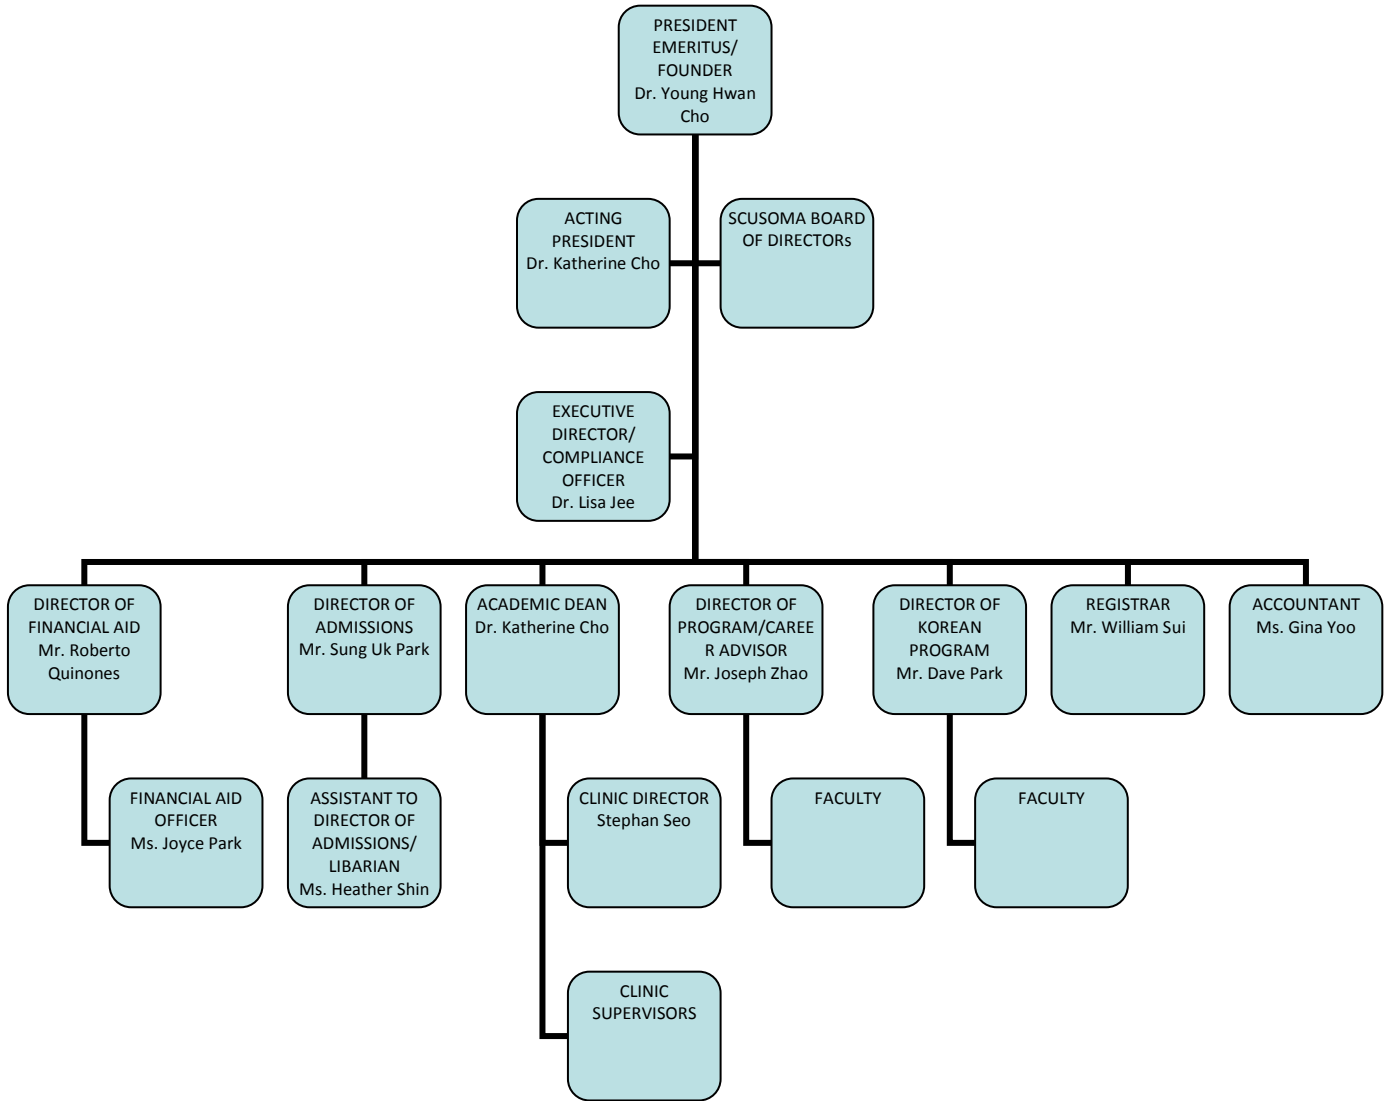 PRESIDENT
EMERITUS/
FOUNDER
Dr. Young Hwan
Cho
ACTING
PRESIDENT
Dr. Katherine Cho
SCUSOMA BOARD
OF DIRECTORs
EXECUTIVE
DIRECTOR/
COMPLIANCE
OFFICER
Dr. Lisa Jee
DIRECTOR OF
FINANCIAL AID
Mr. Roberto
Quinones
DIRECTOR OF
ADMISSIONS
Mr. Sung Uk Park
ACADEMIC DEAN
Dr. Katherine Cho
DIRECTOR OF
PROGRAM/CAREE
R ADVISOR
Mr. Joseph Zhao
DIRECTOR OF
KOREAN
PROGRAM
Mr. Dave Park
REGISTRAR
Mr. William Sui
ACCOUNTANT
Ms. Gina Yoo
FINANCIAL AID
OFFICER
Ms. Joyce Park
ASSISTANT TO
DIRECTOR OF
ADMISSIONS/
LIBARIAN
Ms. Heather Shin
CLINIC DIRECTOR
Stephan Seo
FACULTY
FACULTY
CLINIC
SUPERVISORS